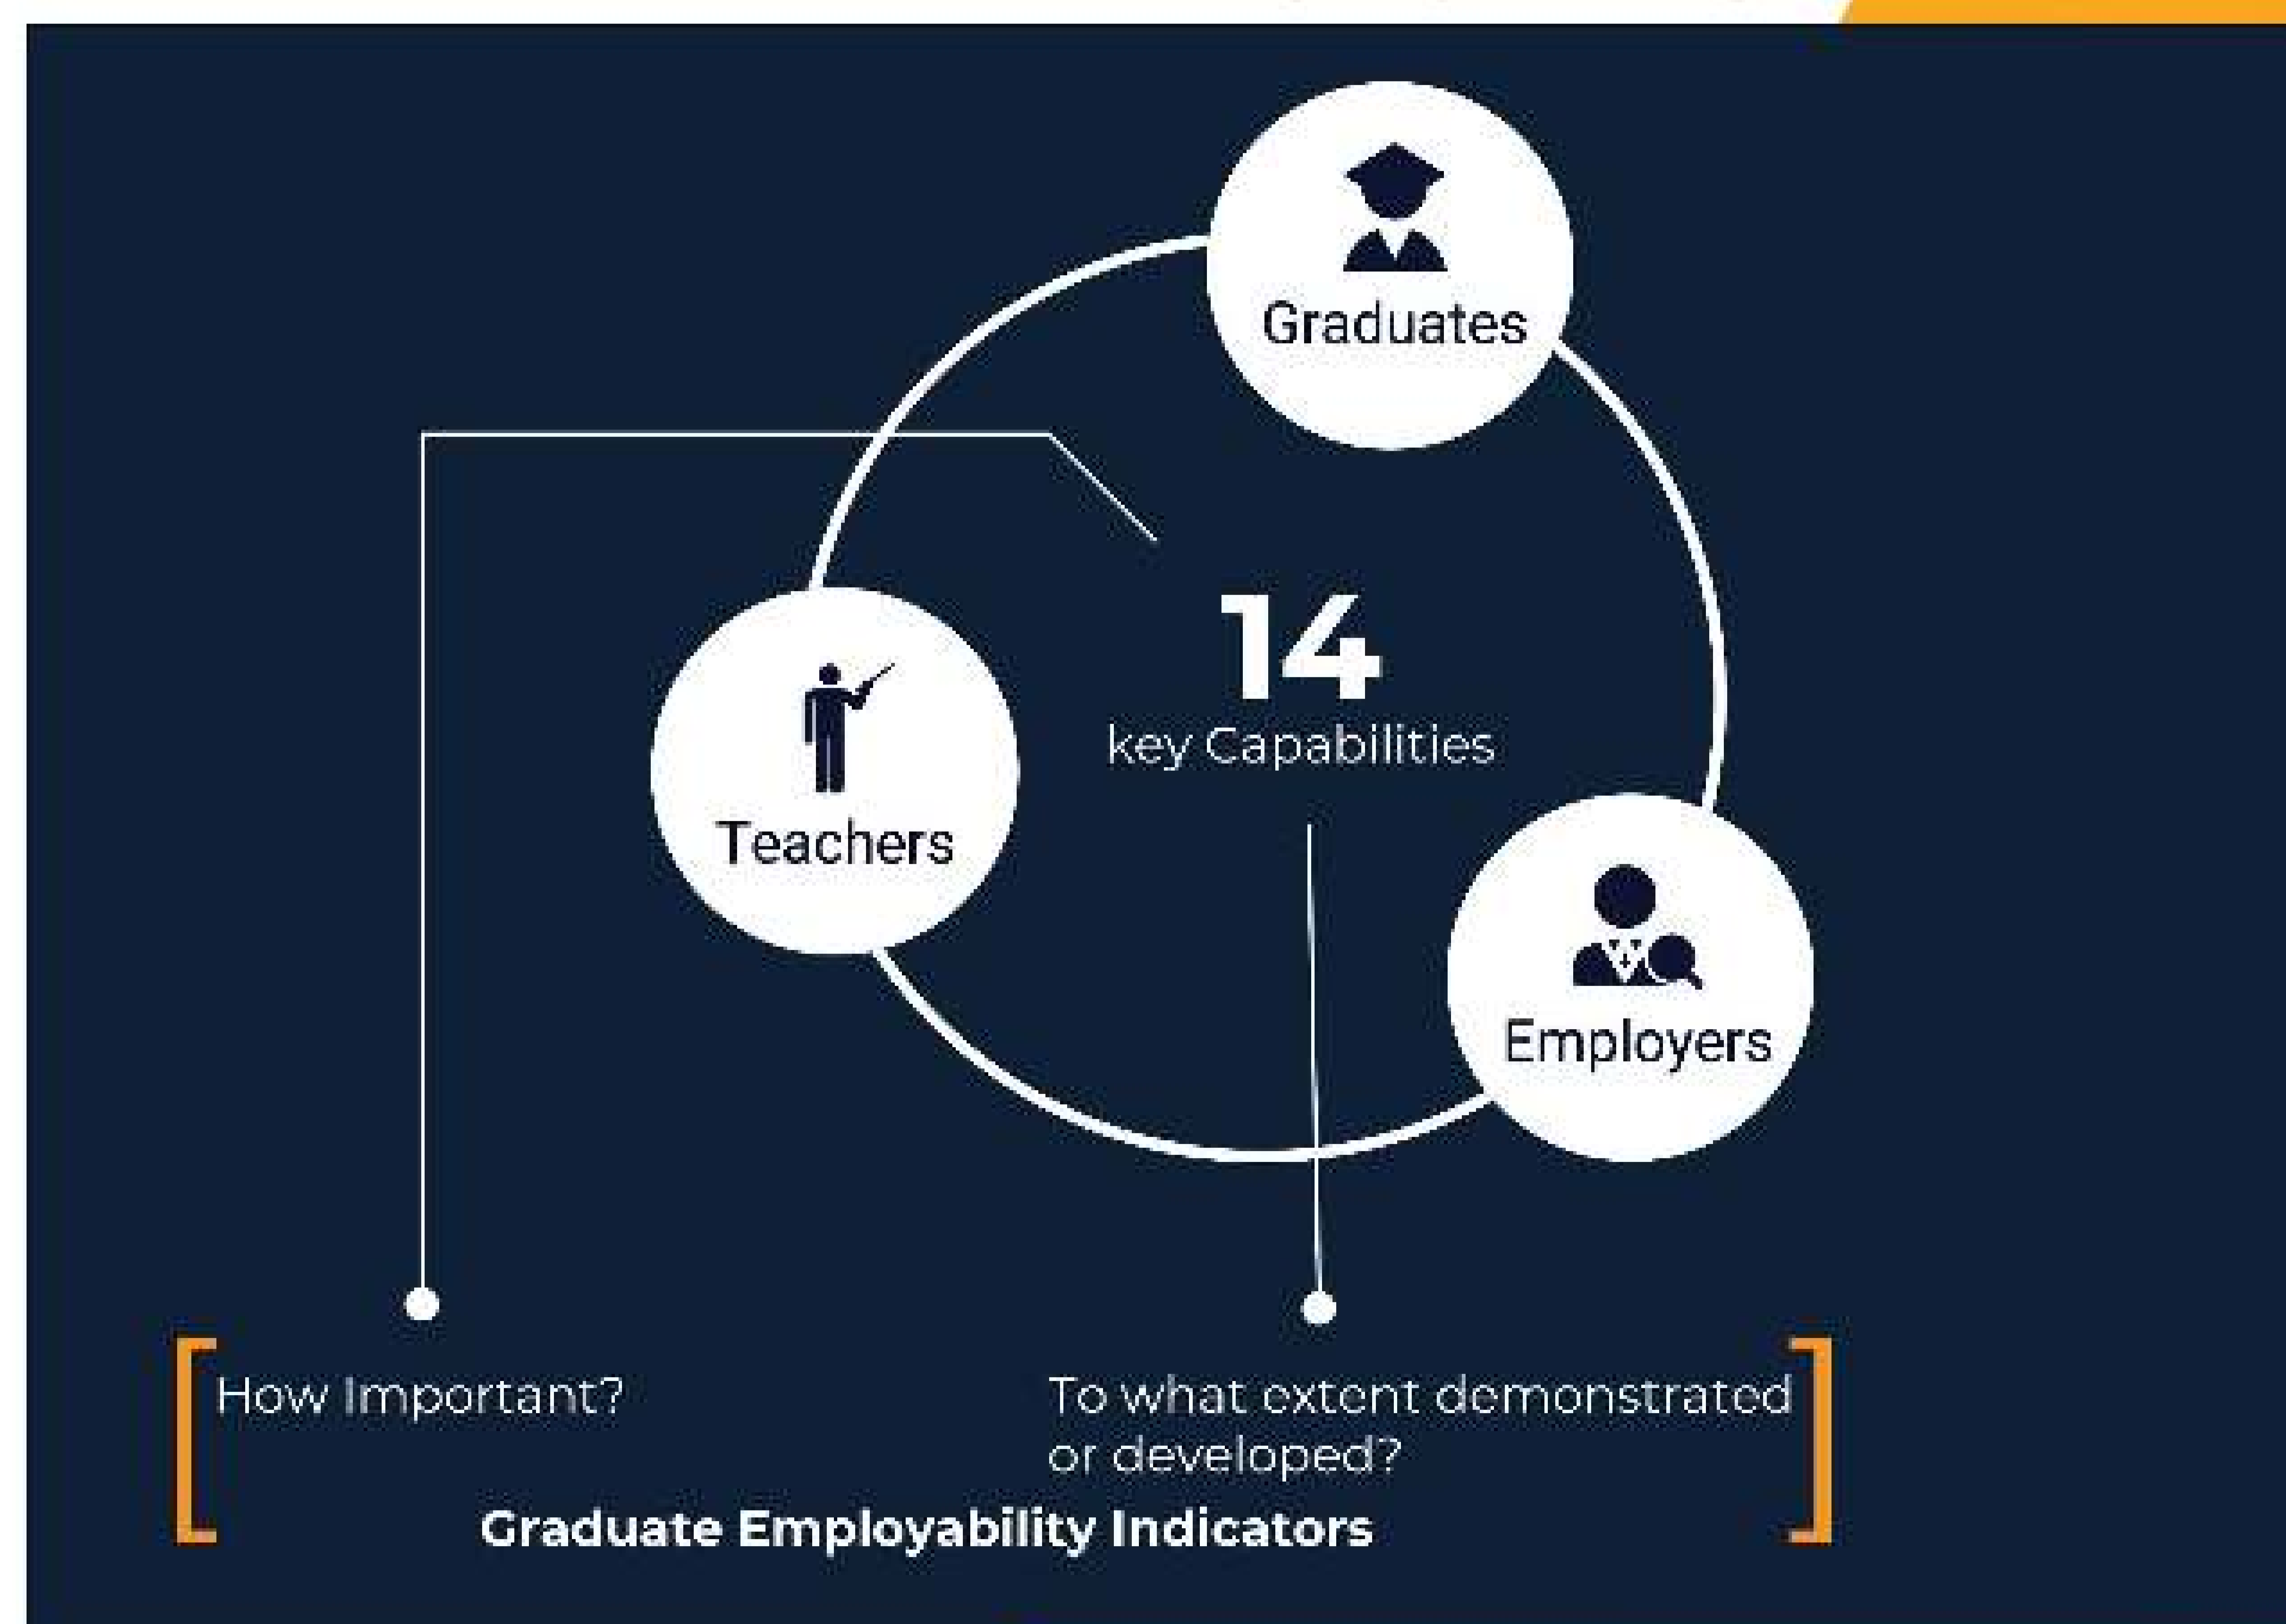 Graduates
14
key Capabilities
Teachers
Employers
How Important?
To what extent demonstrated
or developed?
Graduate Employability Indicators